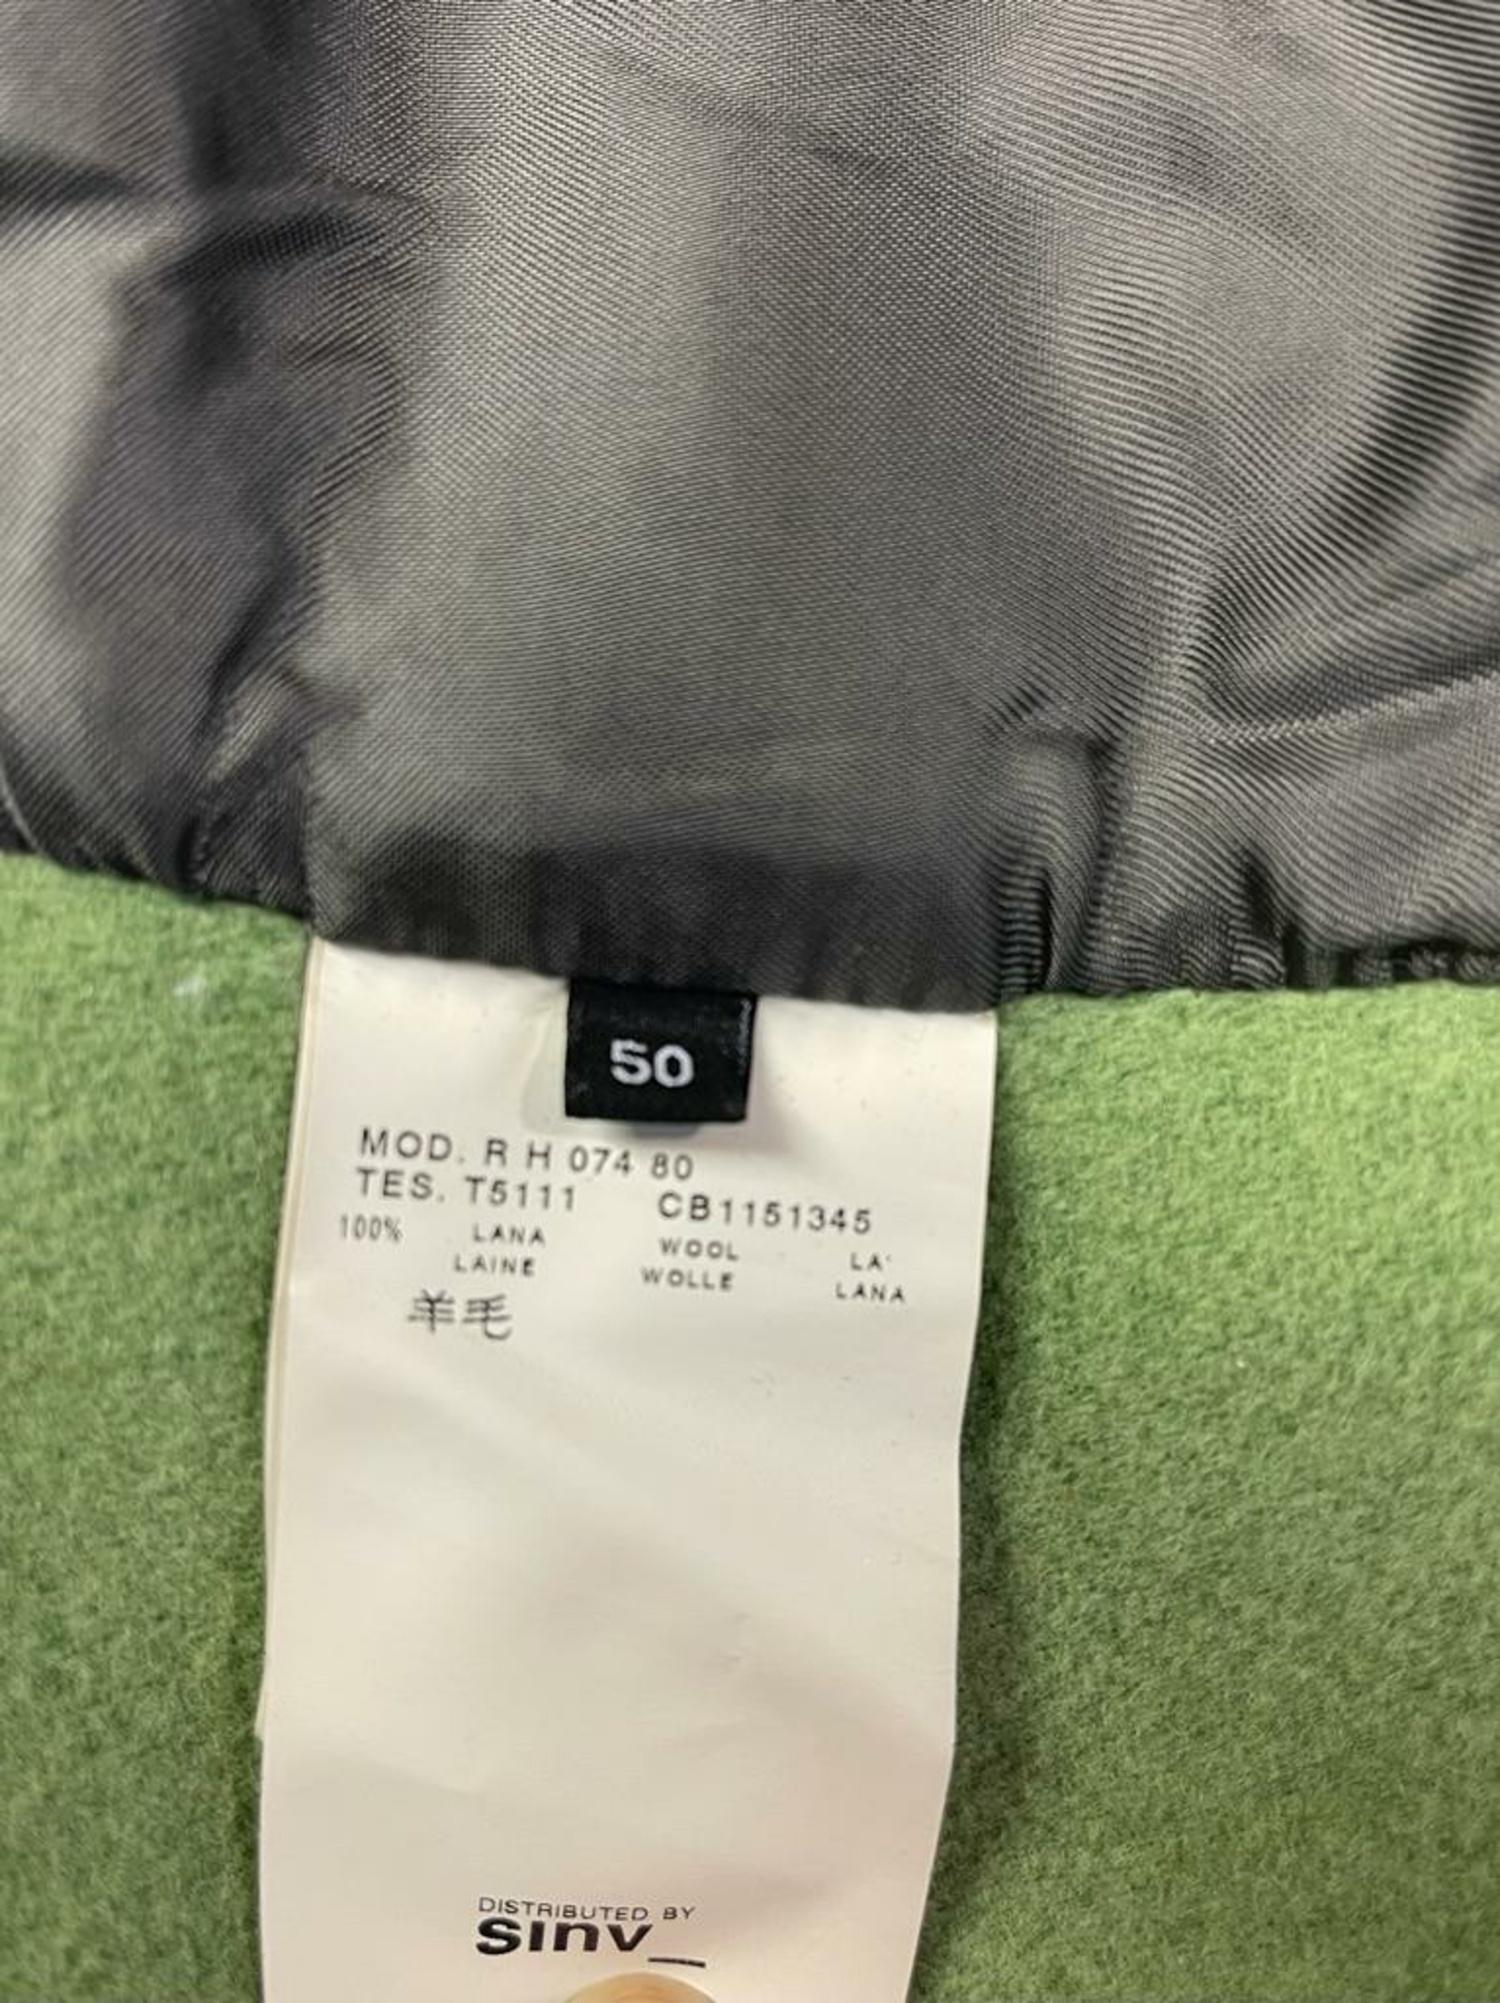 50
MOD. R H 074 80
TES. T5111 CB1151345
100% LANA WOOL LA'
LAINE WOLLE LANA
羊毛
DISTRIBUTED BY
sinv_